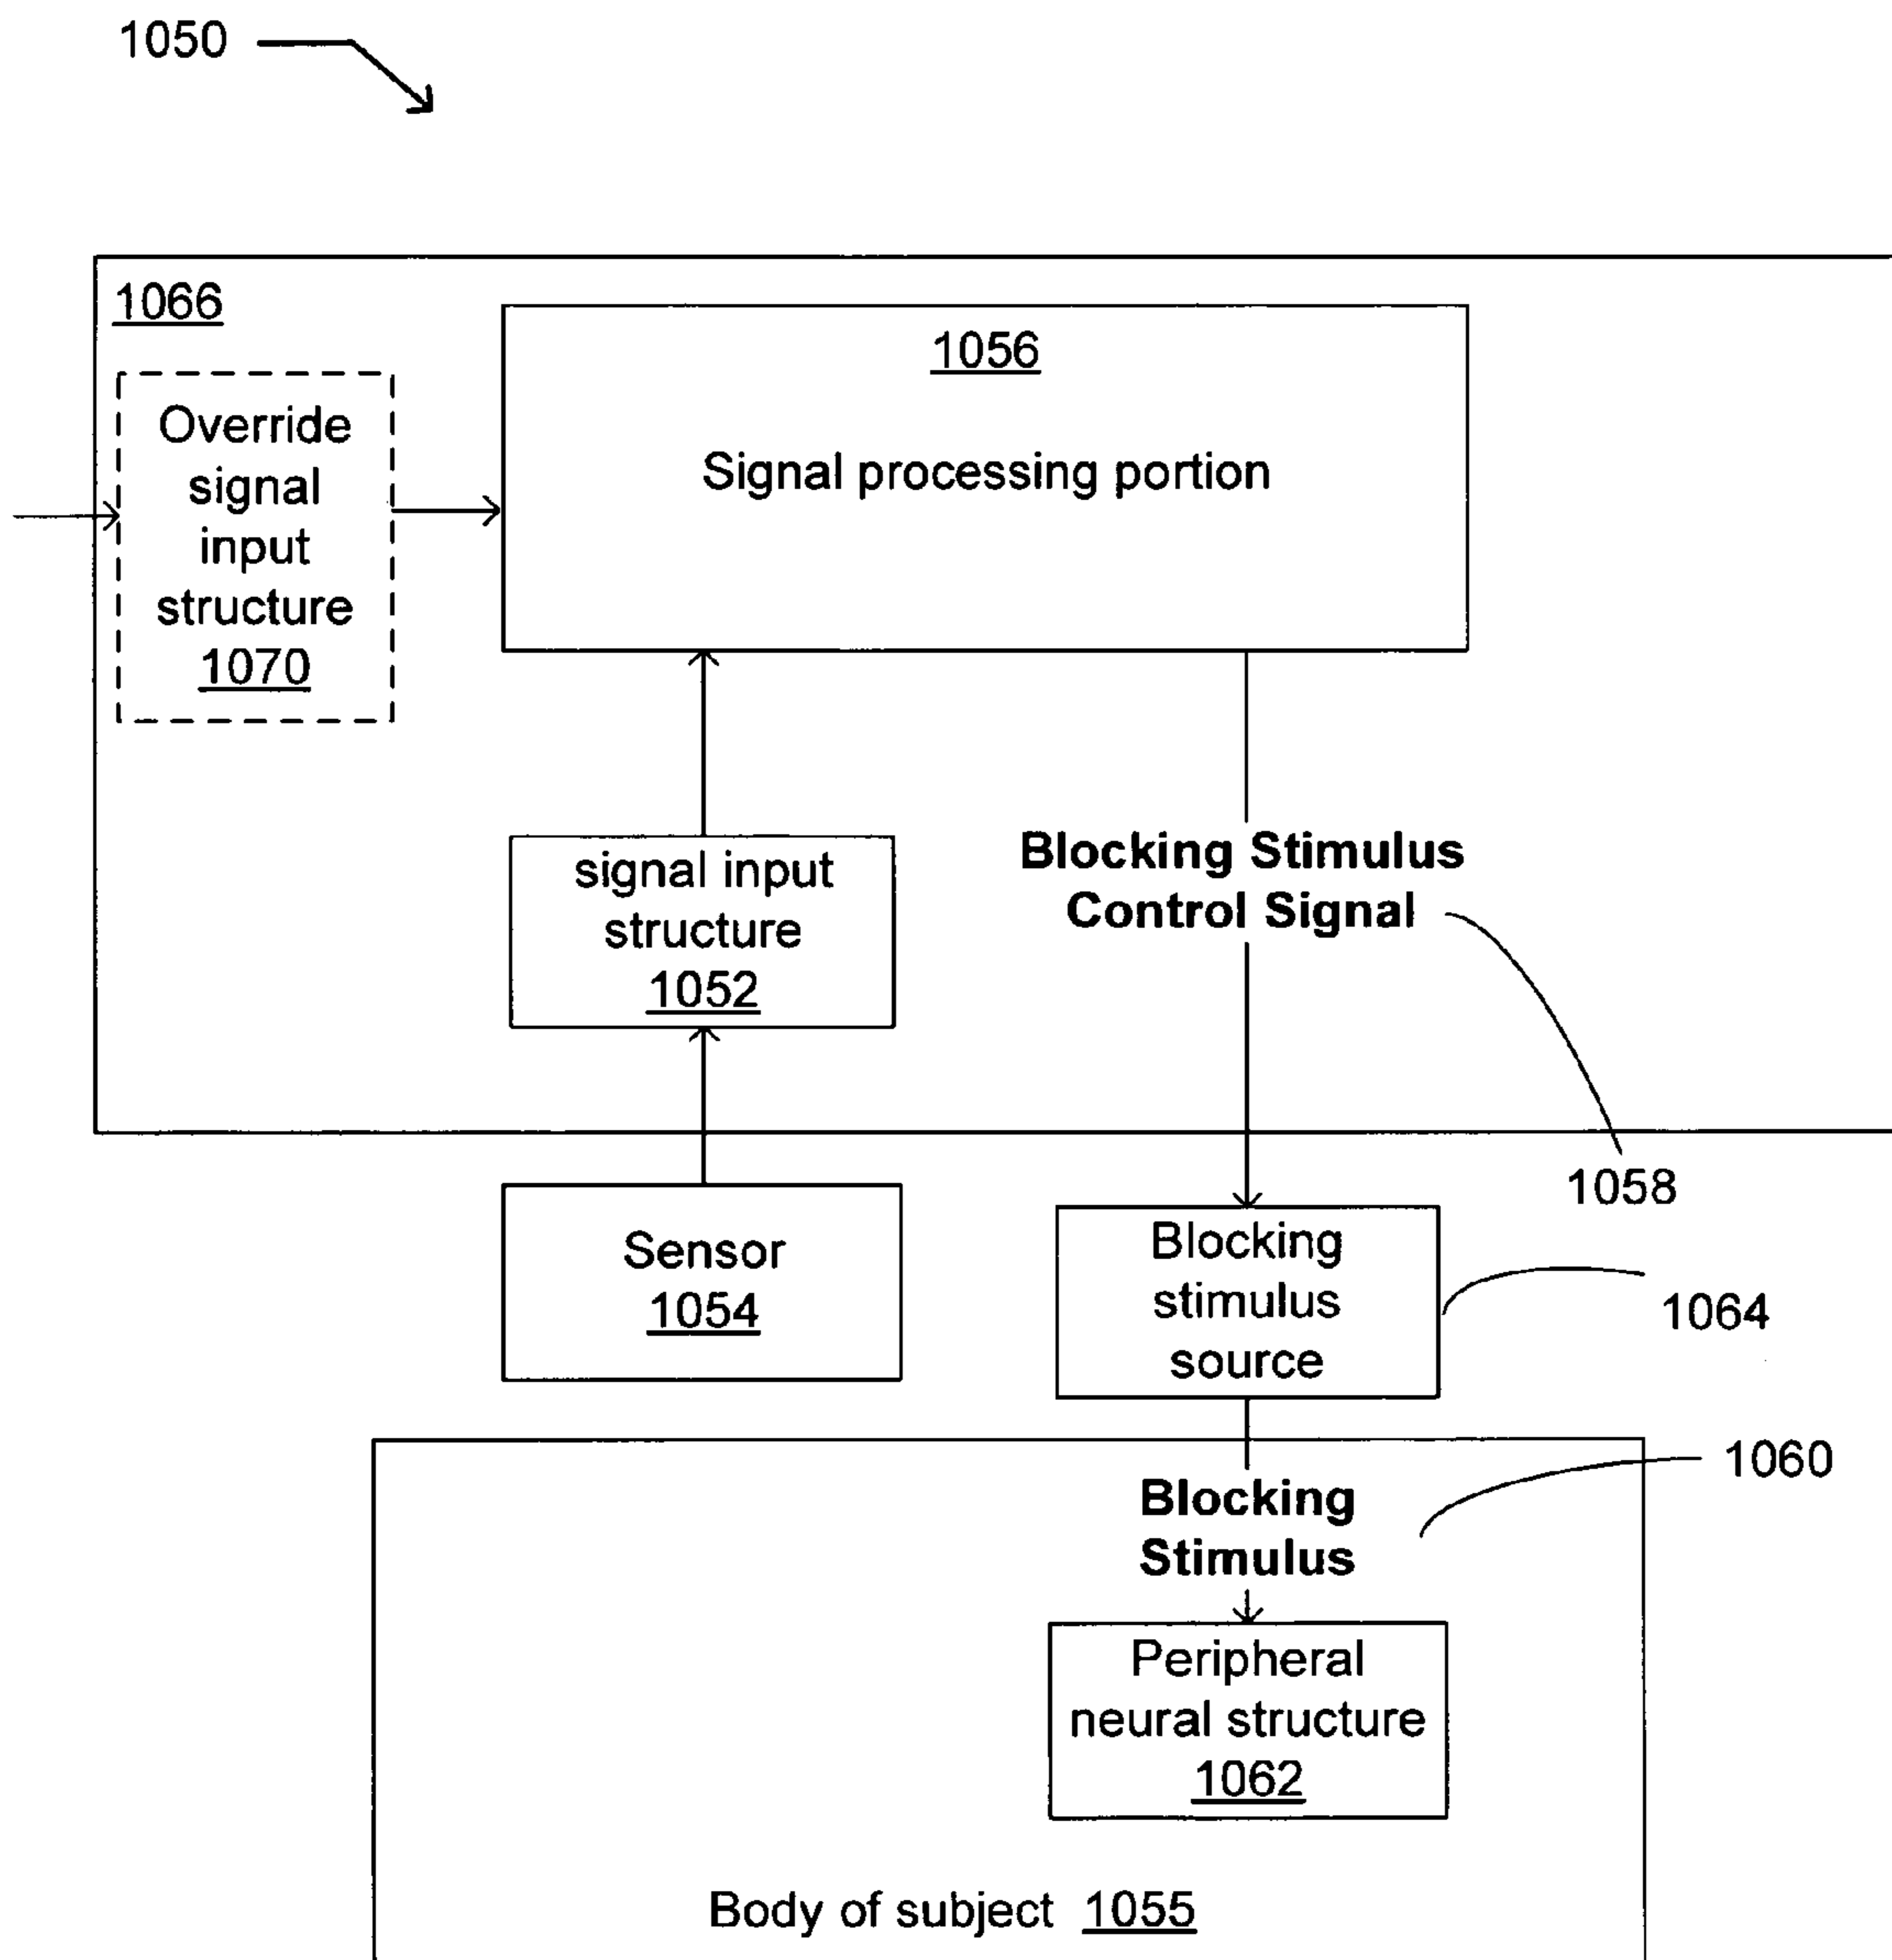 1050
1066
1056
Override
signal
input
structure
1070
Signal processing portion
signal input
structure
1052
Blocking Stimulus
Control Signal
1058
Sensor
1054
Blocking
stimulus
source
1064
1060
Blocking
Stimulus
Peripheral
neural structure
1062
Body of subject 1055